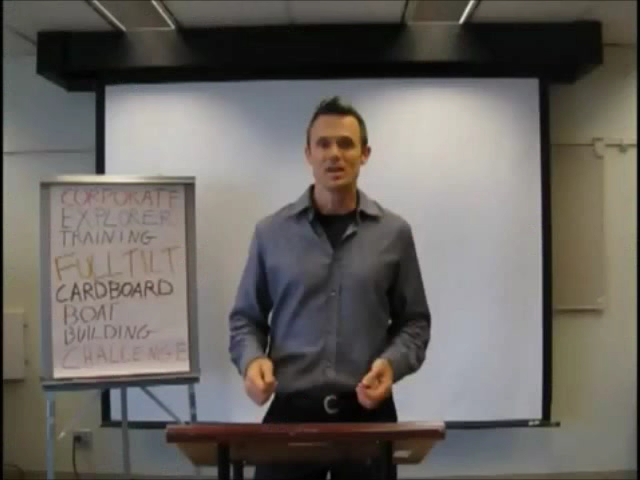 CORPORATE
EXPLORER
TRAINING
FULL TILT
CARDBOARD
BOAT
BUILDING
CHALLENGE